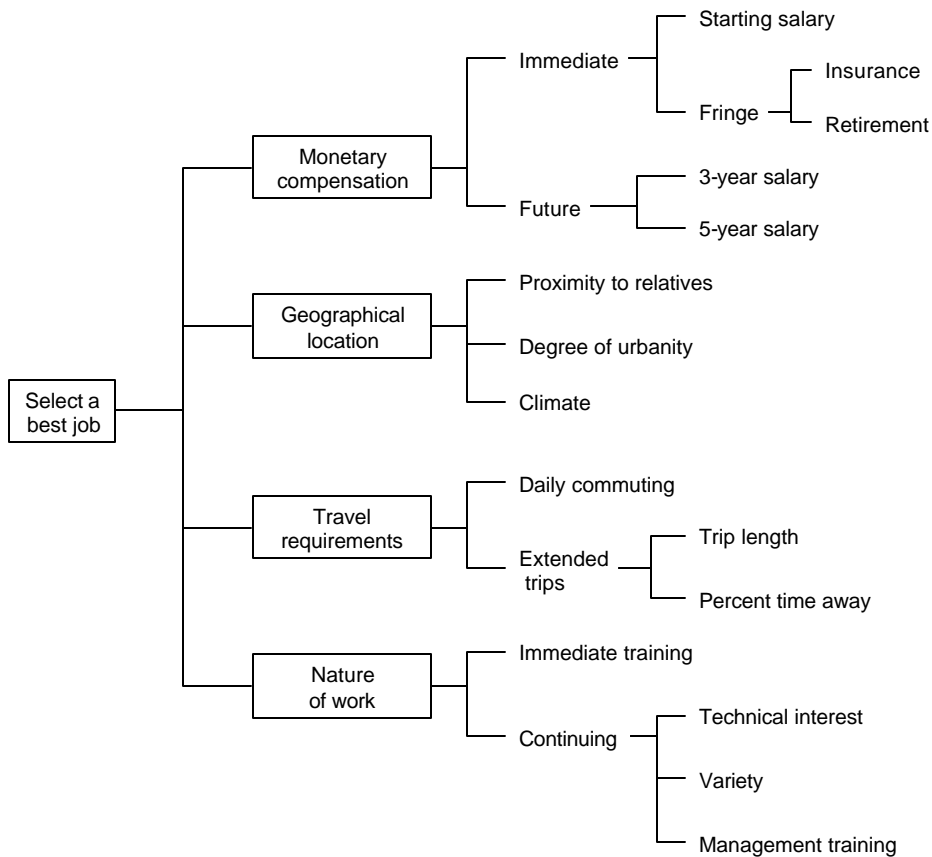 Starting salary
Immediate
Insurance
Fringe
Retirement
Monetary
compensation
3-year salary
Future
5-year salary
Proximity to relatives
Geographical
location
Degree of urbanity
Select a
best job
Climate
Daily commuting
Travel
requirements
Trip length
Extended
trips
Percent time away
Immediate training
Nature
of work
Technical interest
Continuing
Variety
Management training